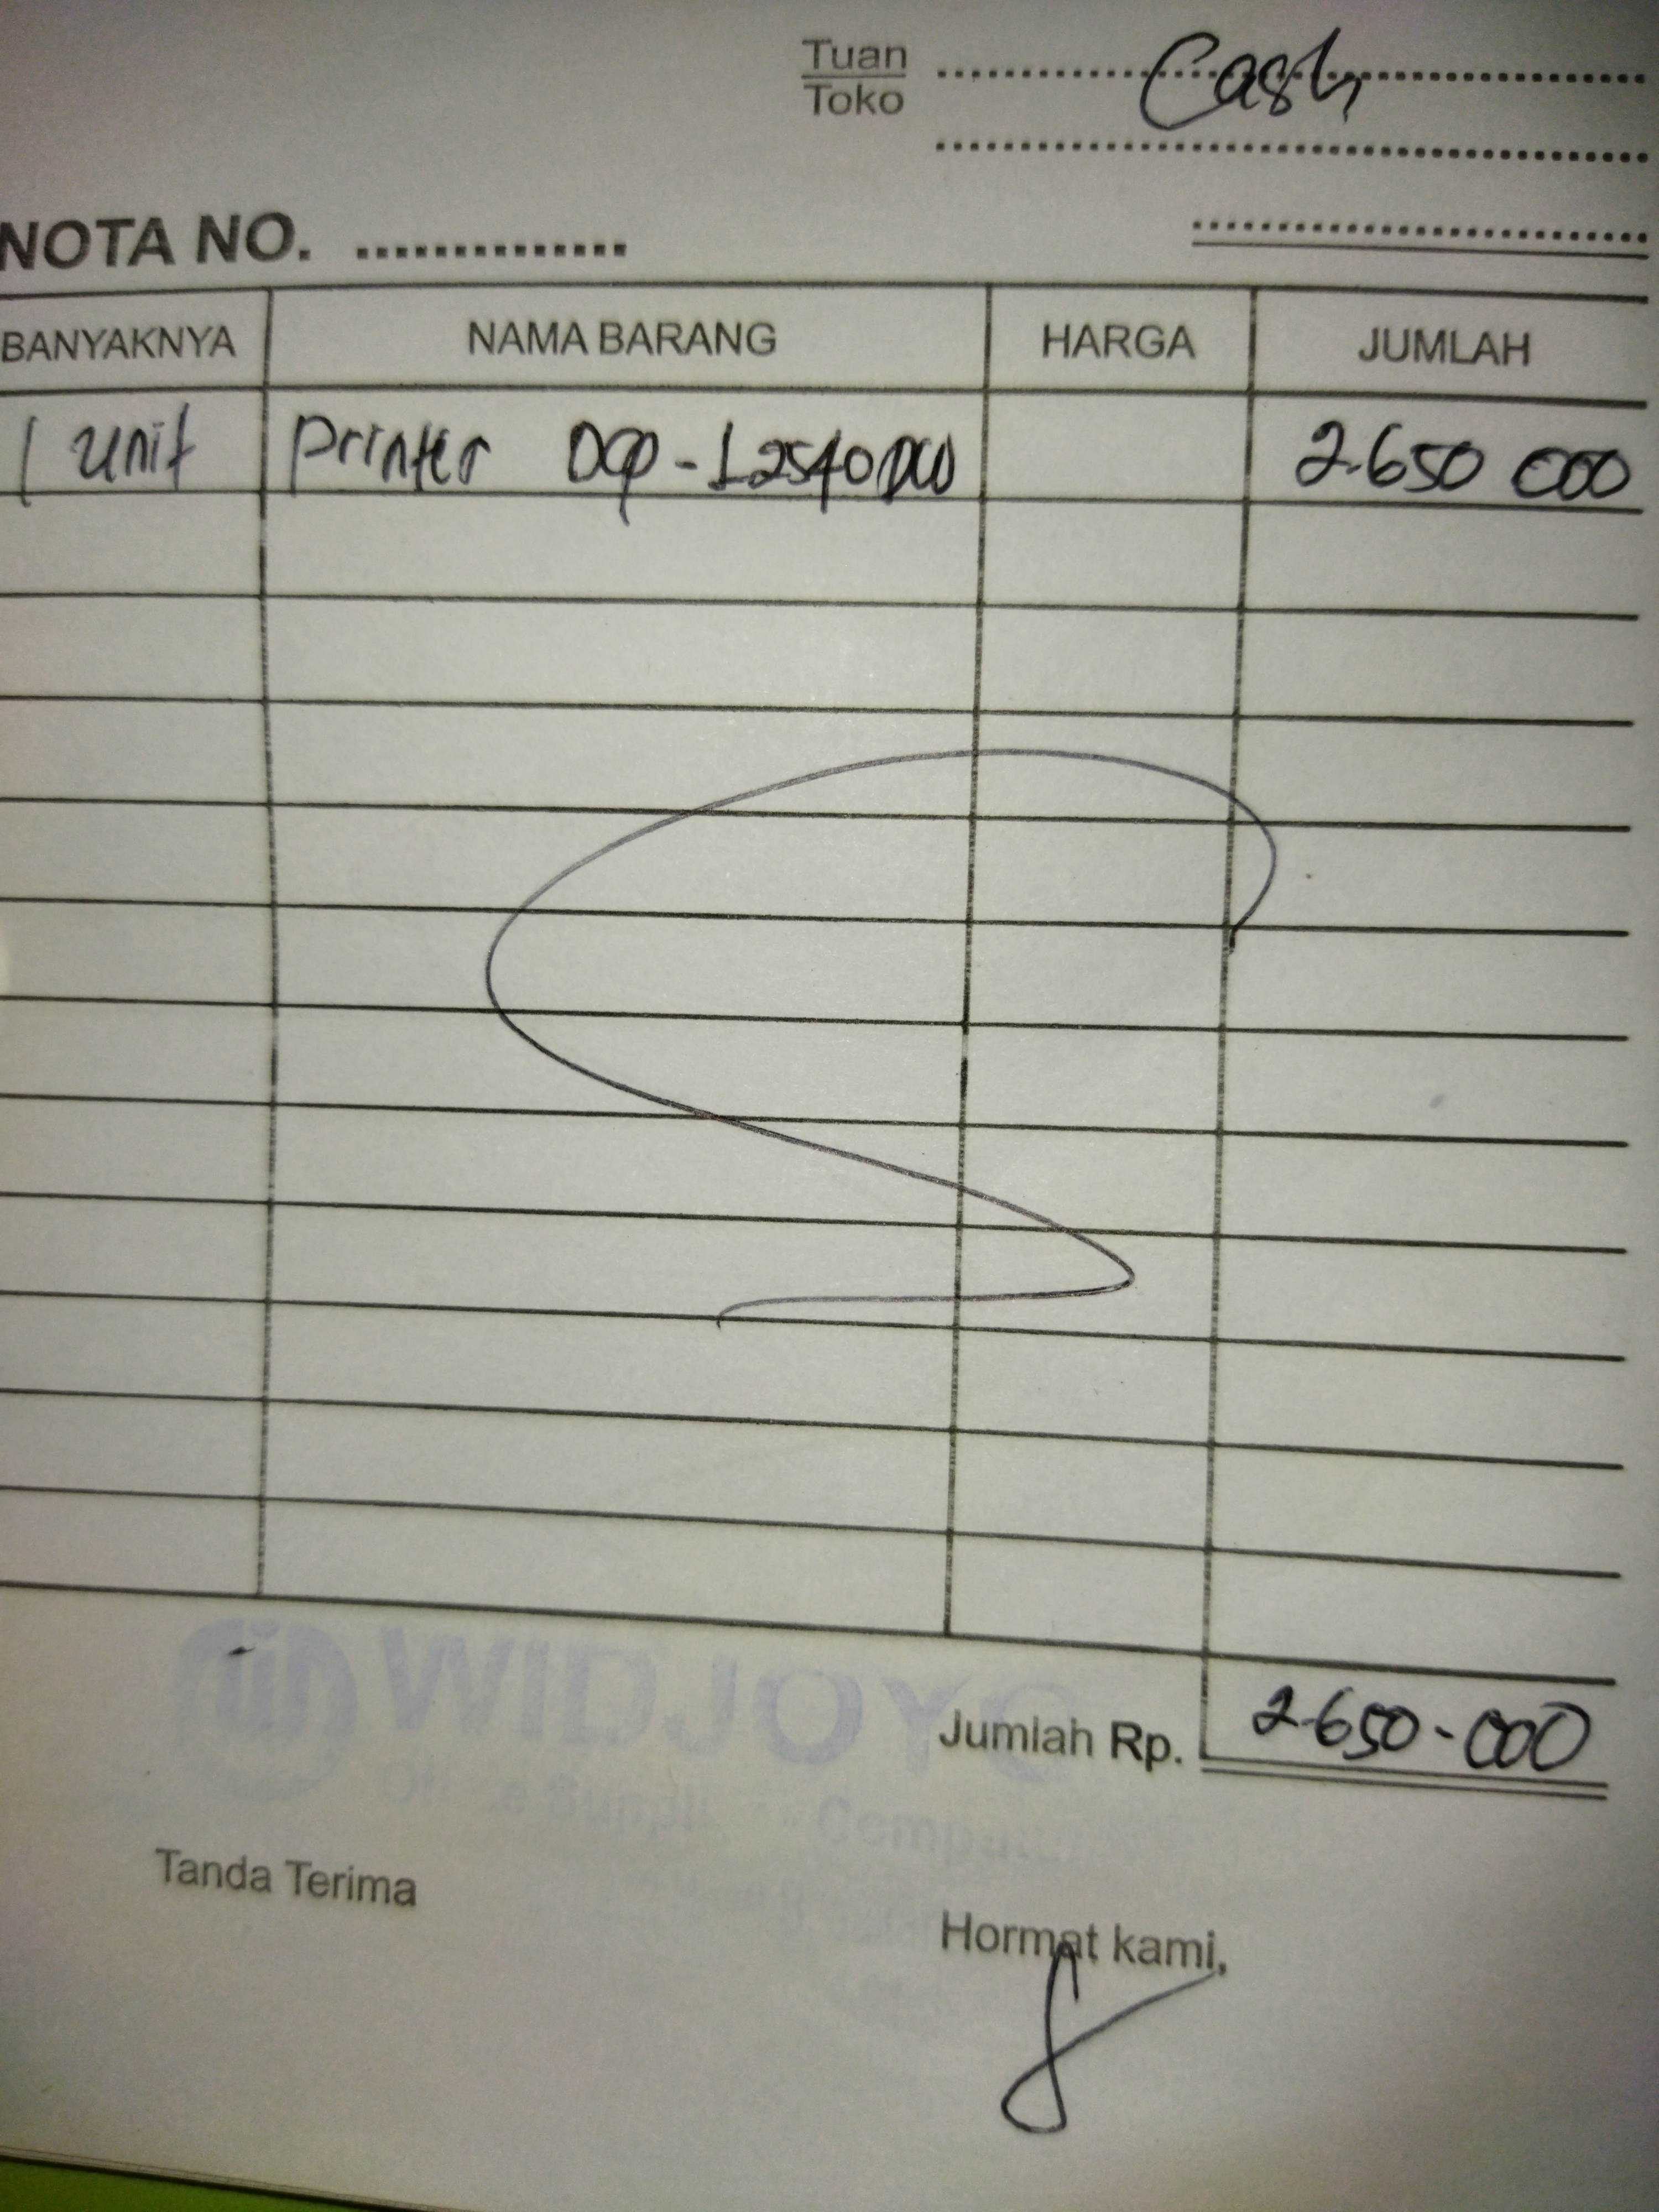 Tuan
Toko
Cash
NOTA NO. ..............
BANYAKNYA NAMA BARANG HARGA JUMLAH
1 unit Printer DCP-L2540DW 2.650 000
WIDJOYO
Jumlah Rp. 2.650-000
Tanda Terima
Hormat kami,